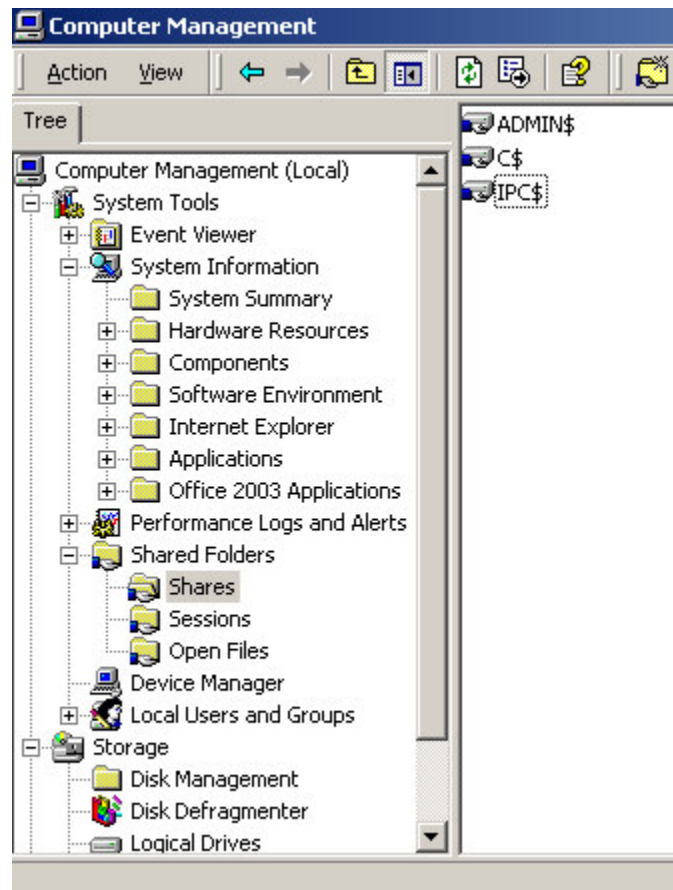 Computer Management
Action View
Tree
Computer Management (Local)
System Tools
Event Viewer
System Information
System Summary
Hardware Resources
Components
Software Environment
Internet Explorer
Applications
Office 2003 Applications
Performance Logs and Alerts
Shared Folders
Shares
Sessions
Open Files
Device Manager
Local Users and Groups
Storage
Disk Management
Disk Defragmenter
Logical Drives
ADMIN$
C$
IPC$